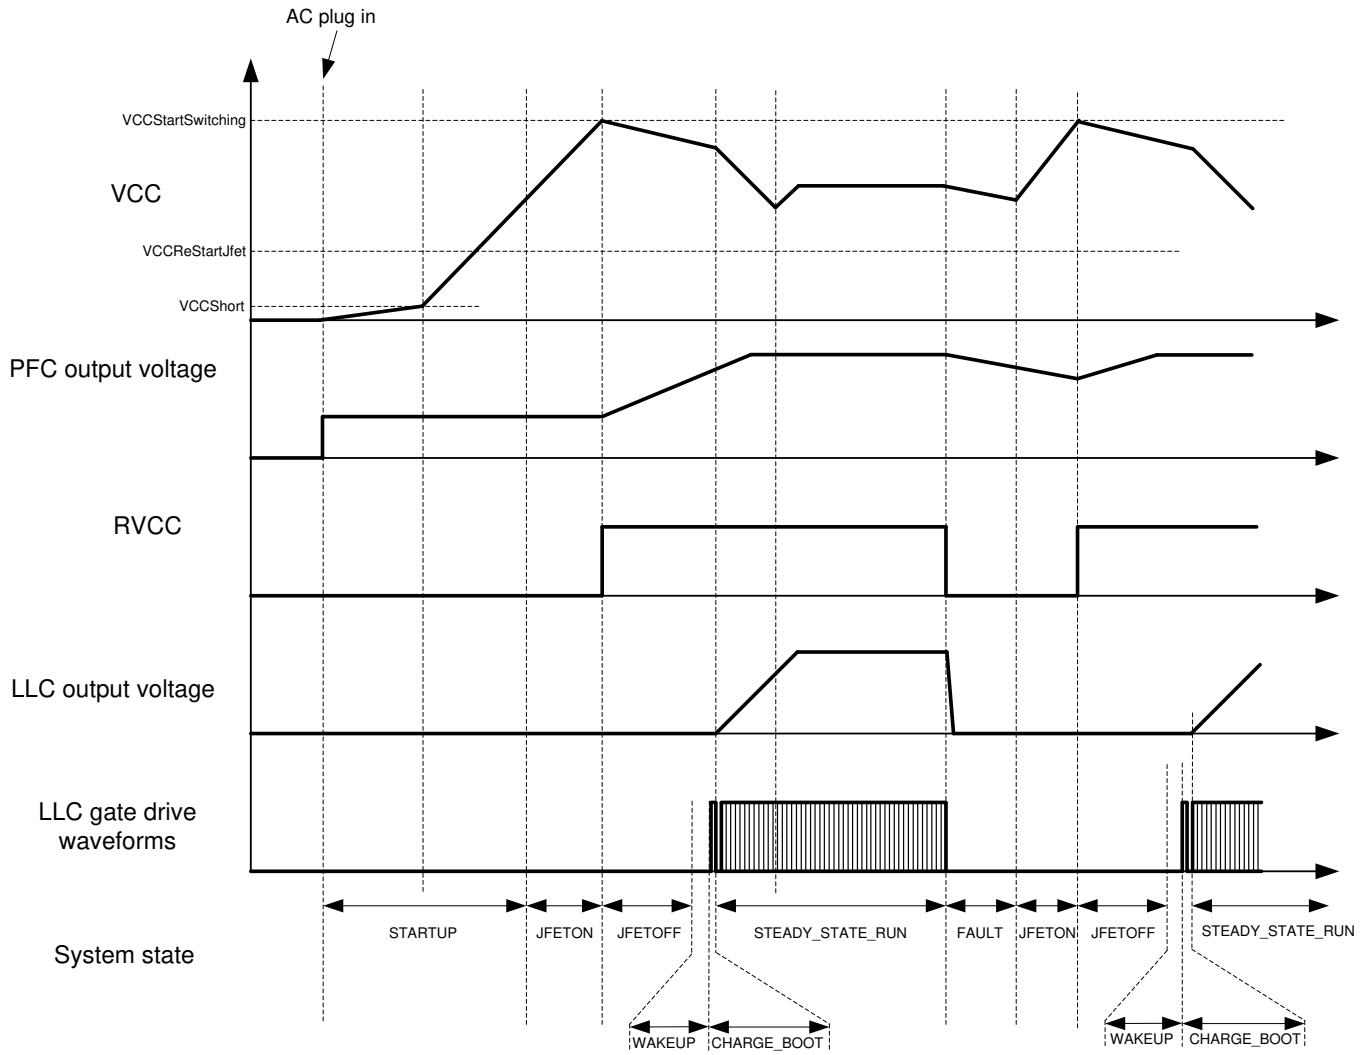 AC plug in
VCCStartSwitching
VCC
VCCReStartJfet
VCCShort
PFC output voltage
RVCC
LLC output voltage
LLC gate drive
waveforms
STARTUP
JFETON
JFETOFF
STEADY_STATE_RUN
FAULT
JFETON
JFETOFF
STEADY_STATE_RUN
System state
WAKEUP
CHARGE_BOOT
WAKEUP
CHARGE_BOOT